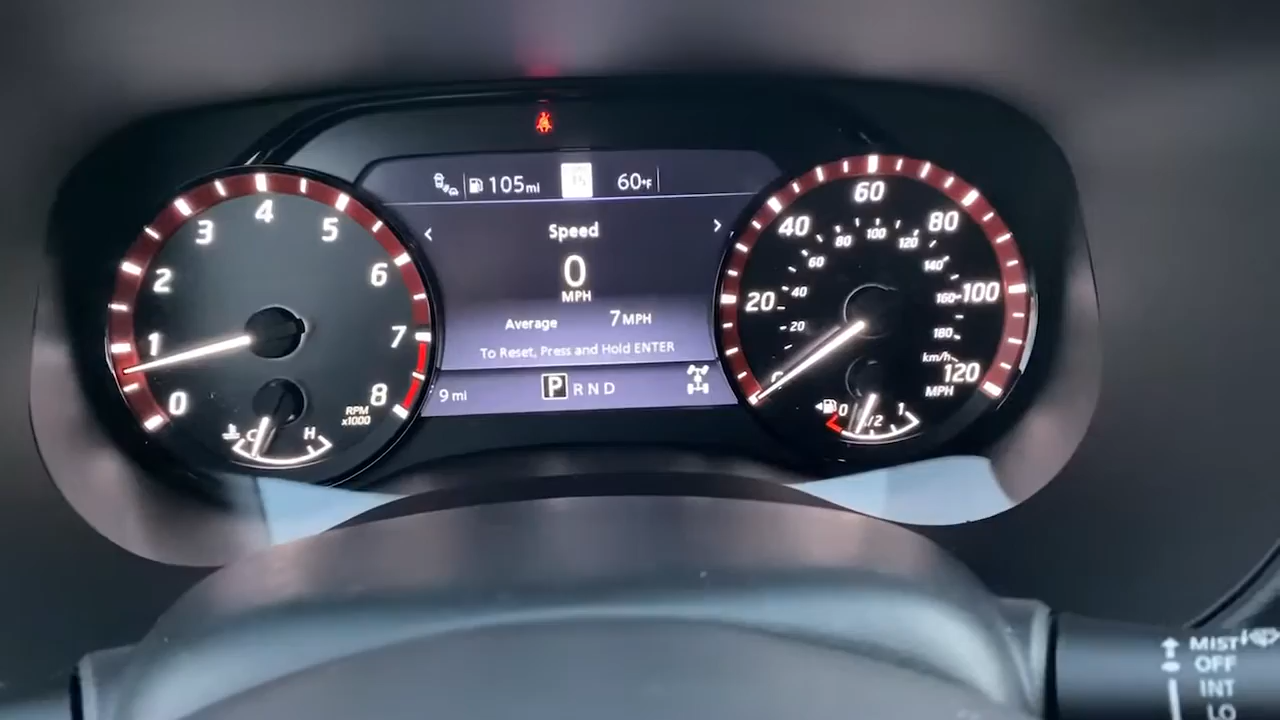 105mi
60°F
Speed
0
MPH
Average 7MPH
To Reset, Press and Hold ENTER
9 mi
P R N D
0
1
2
3
4
5
6
7
8
RPM
x1000
C
H
20
40
60
80
100
120
MPH
20
40
60
80
100
120
140
160
180
km/h
0
1/2
1
MIST
OFF
INT
LO